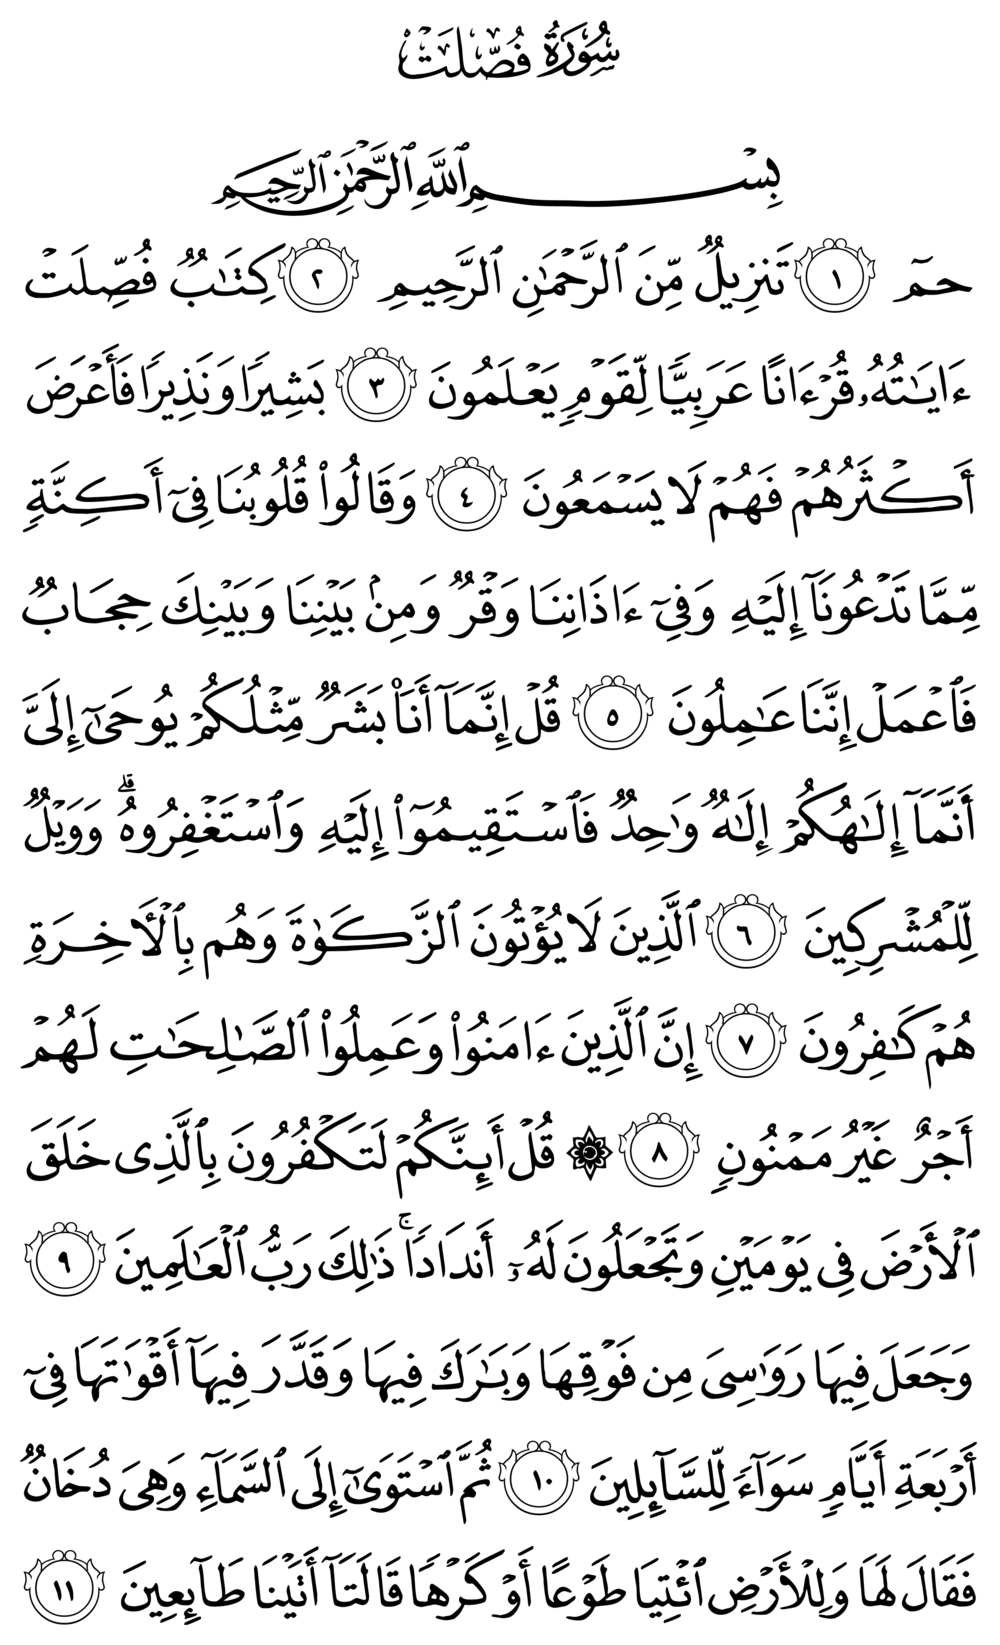 سُورَةُ فُصِّلَتْ
بِسْمِ ٱللَّهِ ٱلرَّحْمَٰنِ ٱلرَّحِيمِ
حمٓ ١ تَنزِيلٌ مِّنَ ٱلرَّحْمَٰنِ ٱلرَّحِيمِ ٢ كِتَٰبٌ فُصِّلَتْ
ءَايَٰتُهُۥ قُرْءَانًا عَرَبِيًّا لِّقَوْمٍ يَعْلَمُونَ ٣ بَشِيرًا وَنَذِيرًا فَأَعْرَضَ
أَكْثَرُهُمْ فَهُمْ لَا يَسْمَعُونَ ٤ وَقَالُوا۟ قُلُوبُنَا فِىٓ أَكِنَّةٍ
مِّمَّا تَدْعُونَآ إِلَيْهِ وَفِىٓ ءَاذَانِنَا وَقْرٌ وَمِنۢ بَيْنِنَا وَبَيْنِكَ حِجَابٌ
فَٱعْمَلْ إِنَّنَا عَٰمِلُونَ ٥ قُلْ إِنَّمَآ أَنَا۠ بَشَرٌ مِّثْلُكُمْ يُوحَىٰٓ إِلَىَّ
أَنَّمَآ إِلَٰهُكُمْ إِلَٰهٌ وَٰحِدٌ فَٱسْتَقِيمُوٓا۟ إِلَيْهِ وَٱسْتَغْفِرُوهُ ۗ وَوَيْلٌ
لِّلْمُشْرِكِينَ ٦ ٱلَّذِينَ لَا يُؤْتُونَ ٱلزَّكَوٰةَ وَهُم بِٱلْأَخِرَةِ
هُمْ كَٰفِرُونَ ٧ إِنَّ ٱلَّذِينَ ءَامَنُوا۟ وَعَمِلُوا۟ ٱلصَّٰلِحَٰتِ لَهُمْ
أَجْرٌ غَيْرُ مَمْنُونٍ ٨ ۞ قُلْ أَئِنَّكُمْ لَتَكْفُرُونَ بِٱلَّذِى خَلَقَ
ٱلْأَرْضَ فِى يَوْمَيْنِ وَتَجْعَلُونَ لَهُۥٓ أَندَادًا ۚ ذَٰلِكَ رَبُّ ٱلْعَٰلَمِينَ ٩
وَجَعَلَ فِيهَا رَوَٰسِىَ مِن فَوْقِهَا وَبَٰرَكَ فِيهَا وَقَدَّرَ فِيهَآ أَقْوَٰتَهَا فِىٓ
أَرْبَعَةِ أَيَّامٍ سَوَآءً لِّلسَّآئِلِينَ ١٠ ثُمَّ ٱسْتَوَىٰٓ إِلَى ٱلسَّمَآءِ وَهِىَ دُخَانٌ
فَقَالَ لَهَا وَلِلْأَرْضِ ٱئْتِيَا طَوْعًا أَوْ كَرْهًا قَالَتَآ أَتَيْنَا طَآئِعِينَ ١١